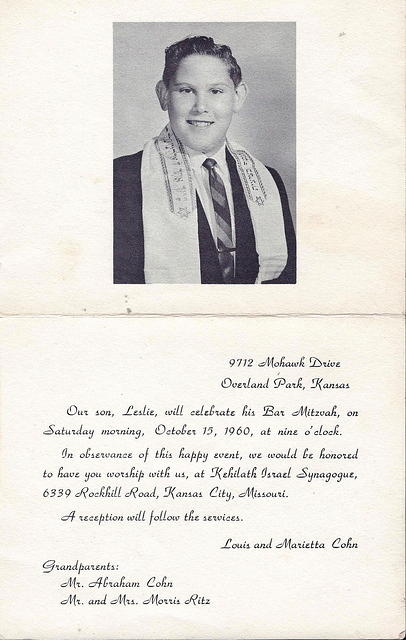 9712 Mohawk Drive
Overland Park, Kansas
Our son, Leslie, will celebrate his Bar Mitzvah, on
Saturday morning, October 15, 1960, at nine o'clock.
In observance of this happy event, we would be honored
to have you worship with us, at Kehilath Israel Synagogue,
6339 Rockhill Road, Kansas City, Missouri.
A reception will follow the services.
Louis and Marietta Cohn
Grandparents:
Mr. Abraham Cohn
Mr. and Mrs. Morris Ritz